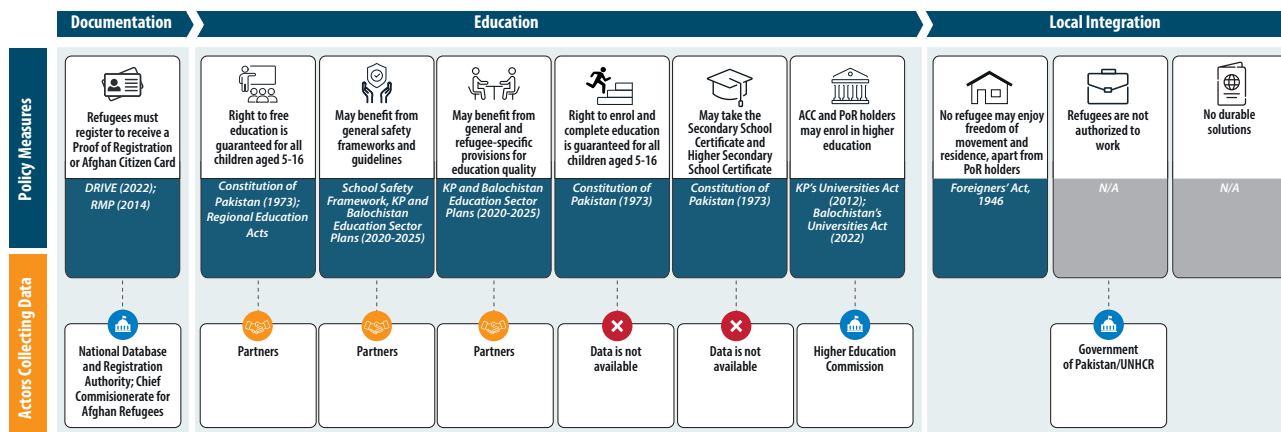 Documentation
Education
Local Integration
Policy Measures
Refugees must
register to receive a
Proof of Registration
or Afghan Citizen Card
DRIVE (2022);
RMP (2014)
Right to free
education is
guaranteed for all
children aged 5-16
Constitution of
Pakistan (1973);
Regional Education
Acts
May benefit from
general safety
frameworks and
guidelines
School Safety
Framework, KP and
Balochistan
Education Sector
Plans (2020-2025)
May benefit from
general and
refugee-specific
provisions for
education quality
KP and Balochistan
Education Sector
Plans (2020-2025)
Right to enrol and
complete education
is guaranteed for all
children aged 5-16
Constitution of
Pakistan (1973)
May take the
Secondary School
Certificate and Higher
Secondary School
Certificate
Constitution of
Pakistan (1973)
ACC and PoR holders
may enrol in higher
education
KP's Universities Act
(2012);
Balochistan's
Universities Act
(2022)
No refugee may enjoy
freedom of
movement and
residence, apart from
PoR holders
Foreigners' Act,
1946
Refugees are not
authorized to
work
N/A
No durable
solutions
N/A
Actors Collecting Data
National Database
and Registration
Authority; Chief
Commisionerate for
Afghan Refugees
Partners
Partners
Partners
Data is not
available
Data is not
available
Higher Education
Commission
Government
of Pakistan/UNHCR